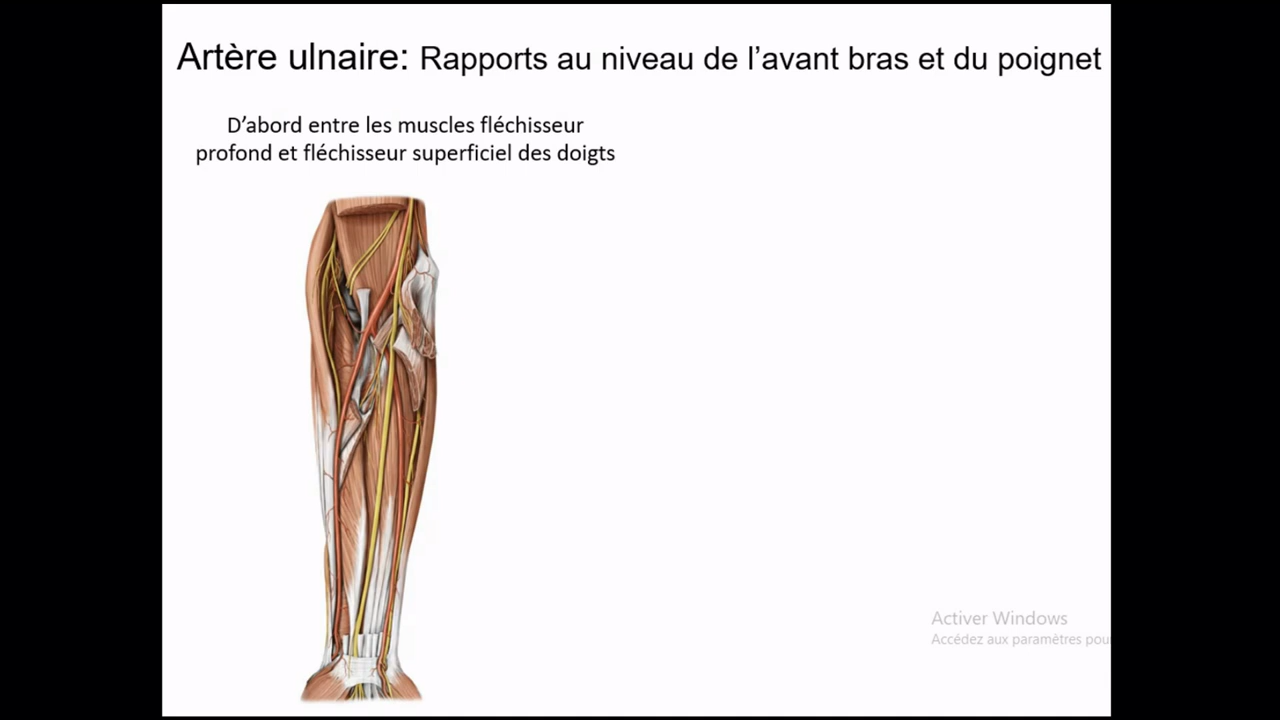 Artère ulnaire: Rapports au niveau de l’avant bras et du poignet
D’abord entre les muscles fléchisseur
profond et fléchisseur superficiel des doigts
Activer Windows
Accédez aux paramètres pou